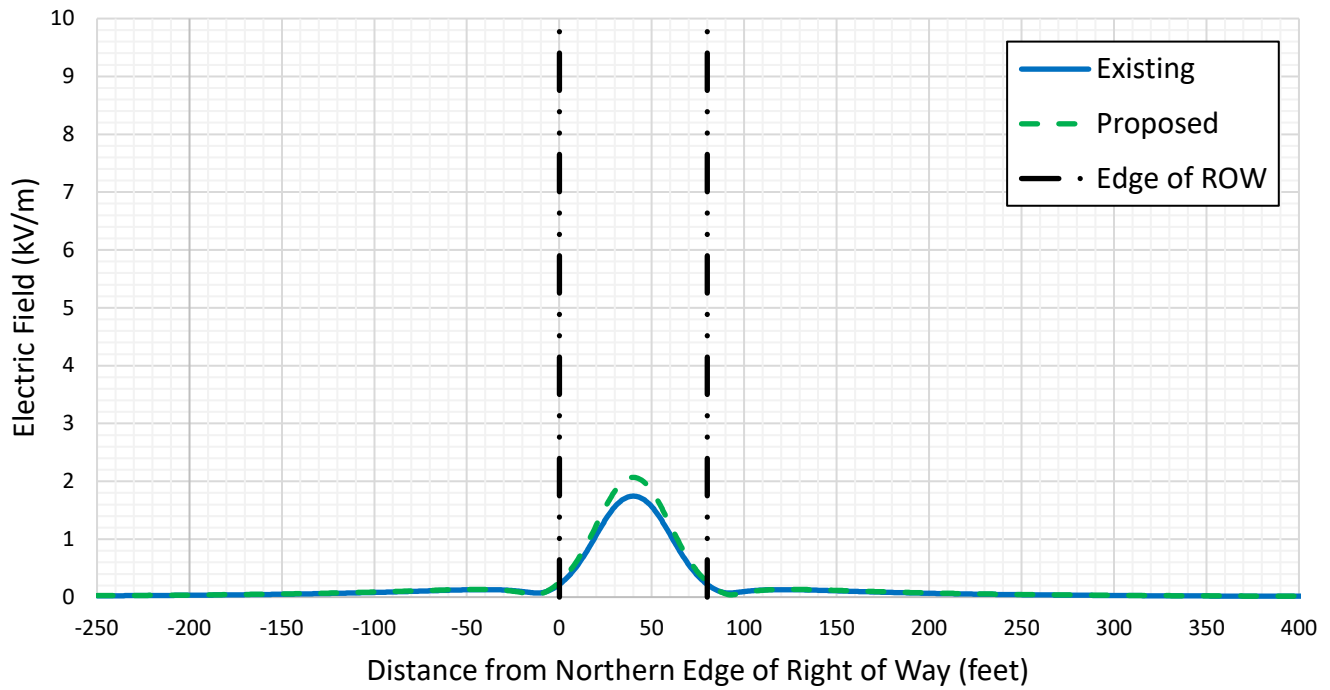 10
9
8
7
6
5
4
3
2
1
0
Electric Field (kV/m)
Existing
Proposed
Edge of ROW
-250 -200 -150 -100 -50 0 50 100 150 200 250 300 350 400
Distance from Northern Edge of Right of Way (feet)